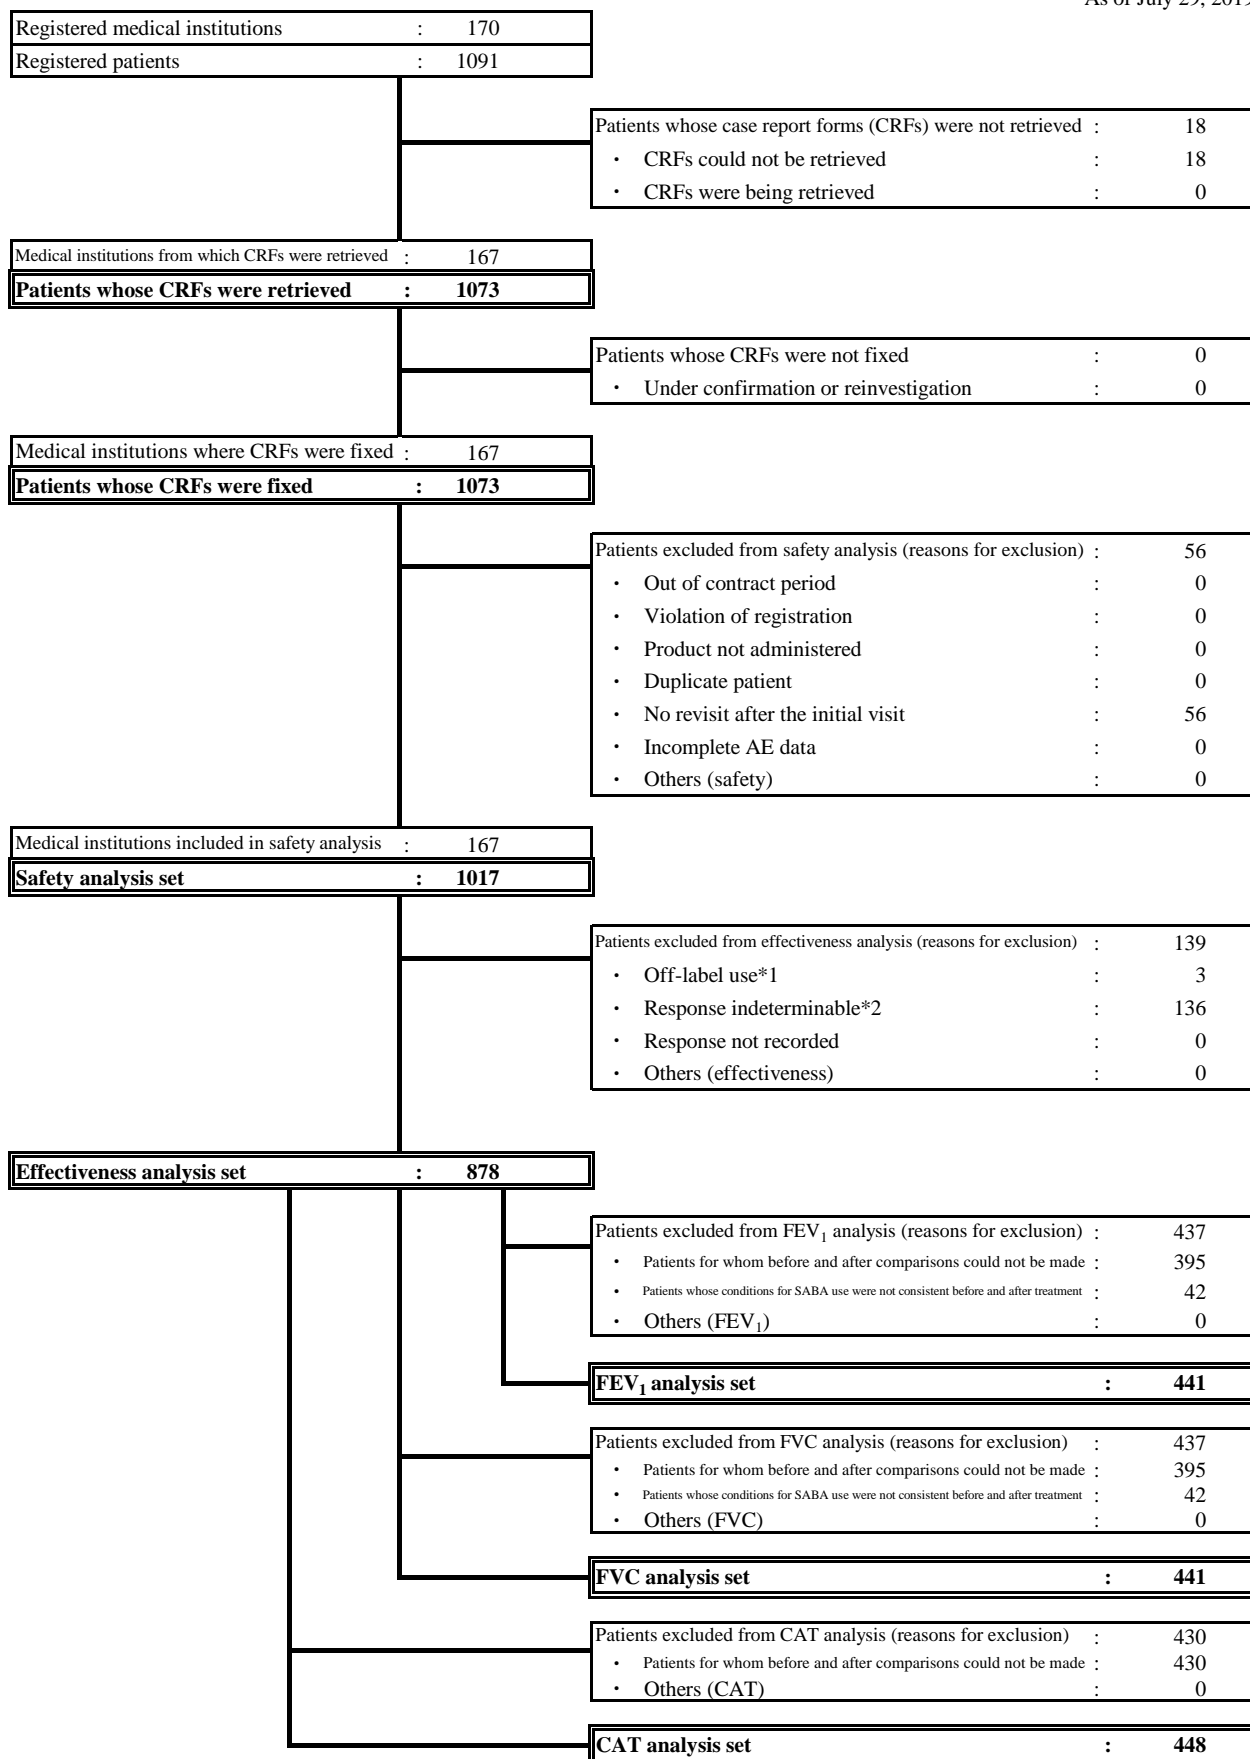 As of July 29, 2019
Registered medical institutions : 170
Registered patients : 1091
Patients whose case report forms (CRFs) were not retrieved : 18
・ CRFs could not be retrieved : 18
・ CRFs were being retrieved : 0
Medical institutions from which CRFs were retrieved : 167
Patients whose CRFs were retrieved : 1073
Patients whose CRFs were not fixed : 0
・ Under confirmation or reinvestigation : 0
Medical institutions where CRFs were fixed : 167
Patients whose CRFs were fixed : 1073
Patients excluded from safety analysis (reasons for exclusion) : 56
・ Out of contract period : 0
・ Violation of registration : 0
・ Product not administered : 0
・ Duplicate patient : 0
・ No revisit after the initial visit : 56
・ Incomplete AE data : 0
・ Others (safety) : 0
Medical institutions included in safety analysis : 167
Safety analysis set : 1017
Patients excluded from effectiveness analysis (reasons for exclusion) : 139
・ Off-label use*1 : 3
・ Response indeterminable*2 : 136
・ Response not recorded : 0
・ Others (effectiveness) : 0
Effectiveness analysis set : 878
Patients excluded from FEV₁ analysis (reasons for exclusion) : 437
・ Patients for whom before and after comparisons could not be made : 395
・ Patients whose conditions for SABA use were not consistent before and after treatment : 42
・ Others (FEV₁) : 0
FEV₁ analysis set : 441
Patients excluded from FVC analysis (reasons for exclusion) : 437
・ Patients for whom before and after comparisons could not be made : 395
・ Patients whose conditions for SABA use were not consistent before and after treatment : 42
・ Others (FVC) : 0
FVC analysis set : 441
Patients excluded from CAT analysis (reasons for exclusion) : 430
・ Patients for whom before and after comparisons could not be made : 430
・ Others (CAT) : 0
CAT analysis set : 448